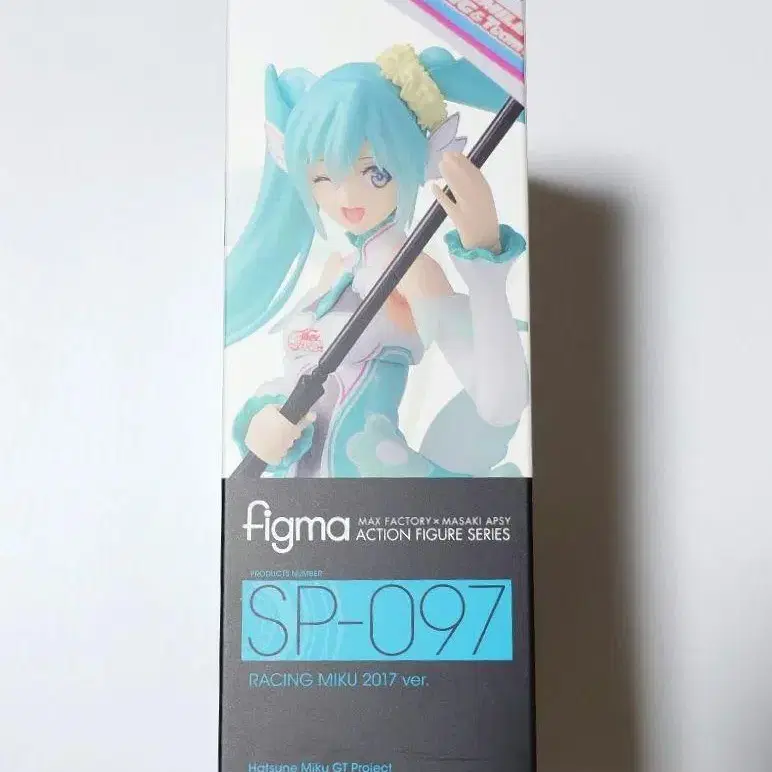 figma
MAX FACTORY × MASAKI APSY
ACTION FIGURE SERIES
PRODUCTS NUMBER
SP-097
RACING MIKU 2017 ver.
Hatsune Miku GT Project